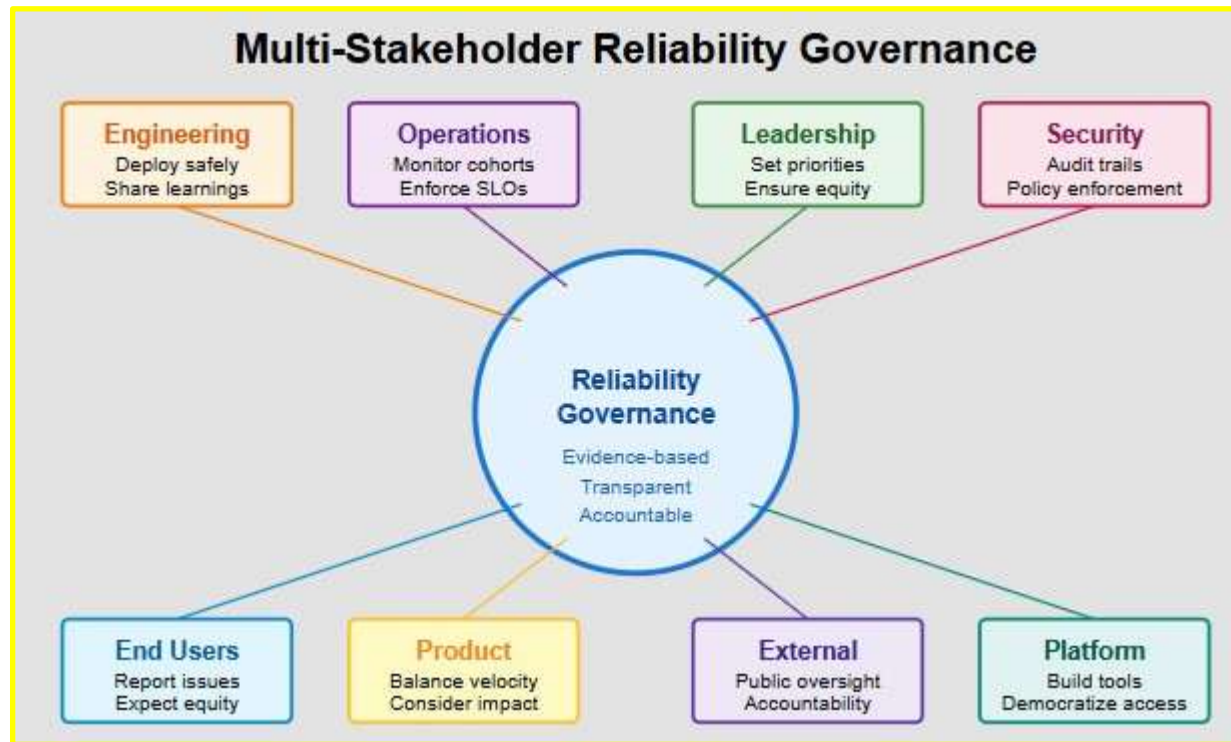 Multi-Stakeholder Reliability Governance
Engineering
Deploy safely
Share learnings
Operations
Monitor cohorts
Enforce SLOs
Leadership
Set priorities
Ensure equity
Security
Audit trails
Policy enforcement
Reliability
Governance
Evidence-based
Transparent
Accountable
End Users
Report issues
Expect equity
Product
Balance velocity
Consider impact
External
Public oversight
Accountability
Platform
Build tools
Democratize access